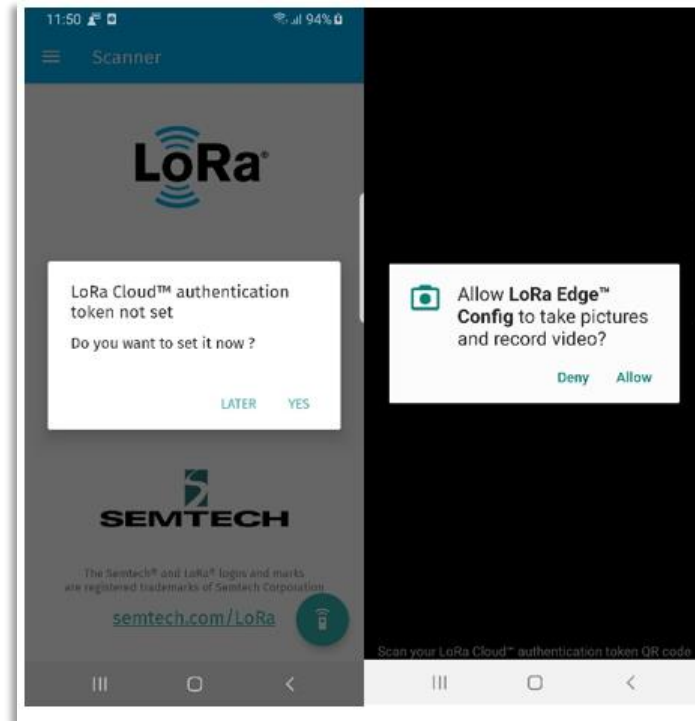 11:50
94%
Scanner
LoRa®
LoRa Cloud™ authentication
token not set
Do you want to set it now ?
LATER YES
SEMTECH
The Semtech® and LoRa® logos and marks
are registered trademarks of Semtech Corporation
semtech.com/LoRa
Allow LoRa Edge™
Config to take pictures
and record video?
Deny Allow
Scan your LoRa Cloud™ authentication token QR code